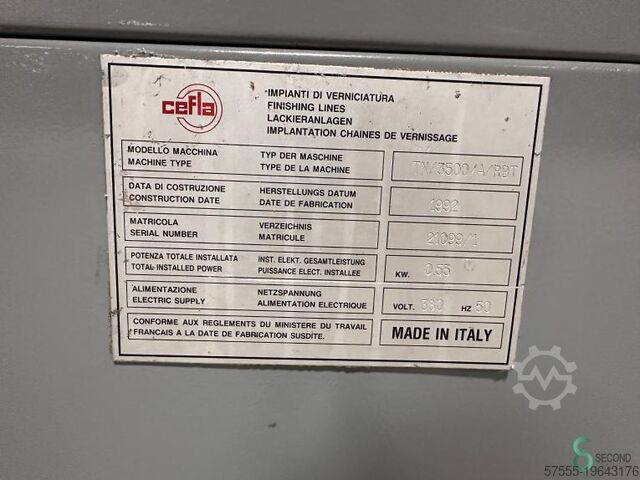 cefla
IMPIANTI DI VERNICIATURA
FINISHING LINES
LACKIERANLAGEN
IMPLANTATION CHAINES DE VERNISSAGE
MODELLO MACCHINA TYP DER MASCHINE
MACHINE TYPE TYPE DE LA MACHINE
TN/3500/A/RDT
DATA DI COSTRUZIONE HERSTELLUNGS DATUM
CONSTRUCTION DATE DATE DE FABRICATION
1992
MATRICOLA VERZEICHNIS
SERIAL NUMBER MATRICULE
21099/1
POTENZA TOTALE INSTALLATA INST. ELEKT. GESAMTLEISTUNG
TOTAL INSTALLED POWER PUISSANCE ELECT. INSTALLEE
KW. 0,55
ALIMENTAZIONE NETZSPANNUNG
ELECTRIC SUPPLY ALIMENTATION ELECTRIQUE
VOLT. 380 HZ 50
CONFORME AUX REGLEMENTS DU MINISTERE DU TRAVAIL
FRANCAIS A LA DATE DE FABRICATION SUSDITE.
MADE IN ITALY
SECOND
57555-19643176